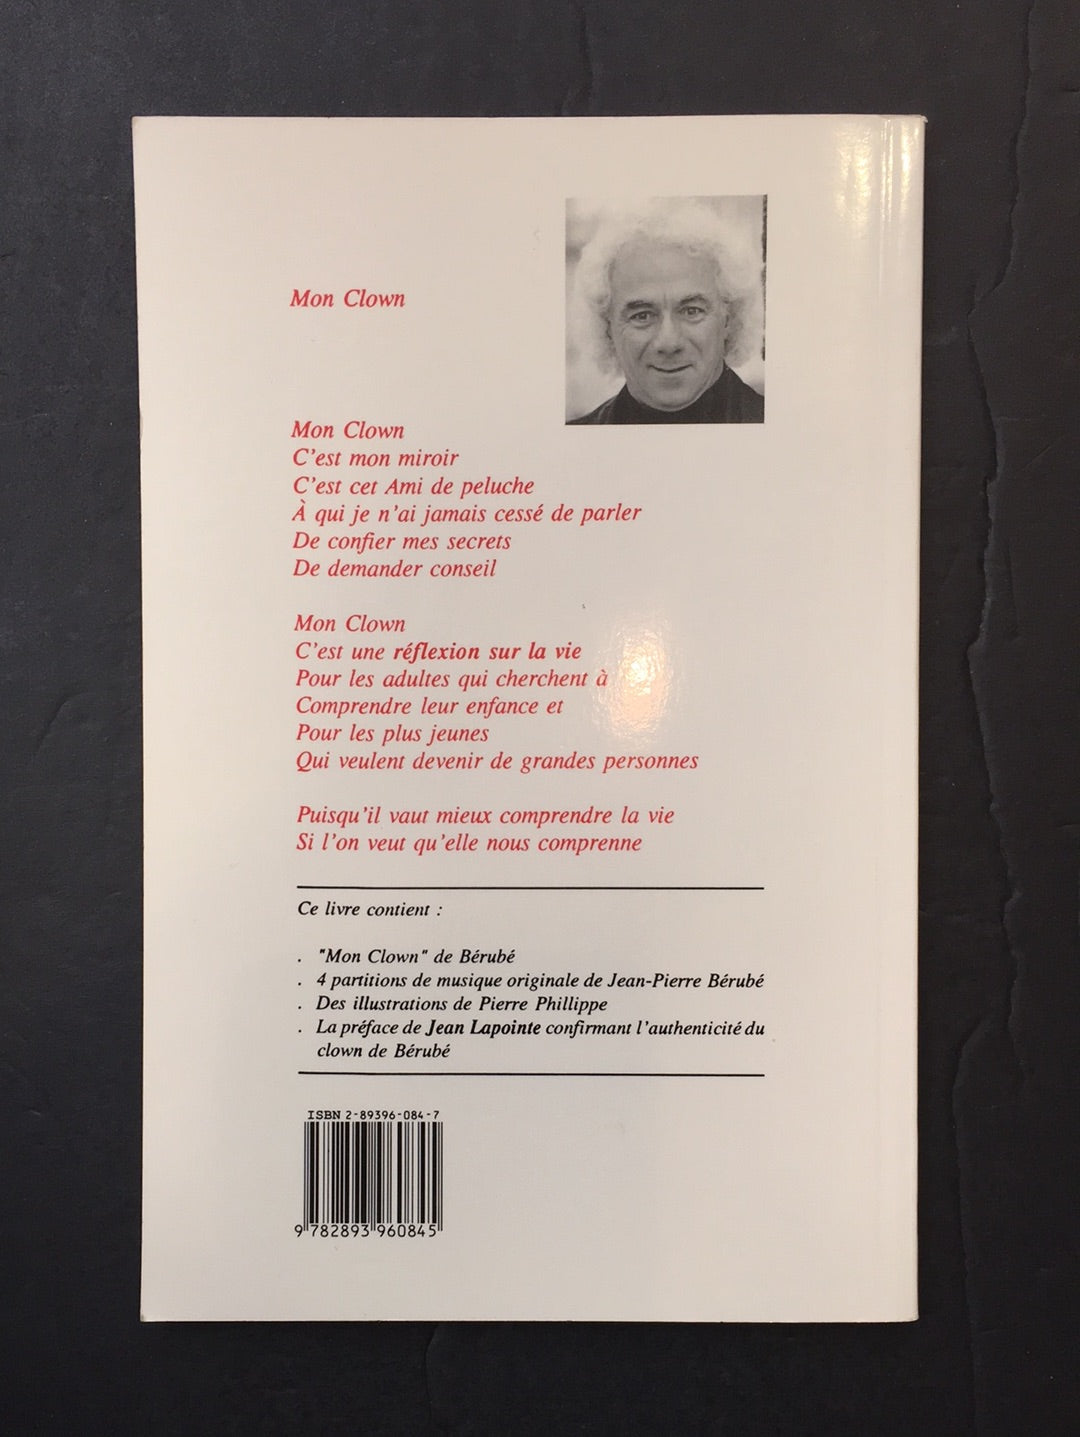 Mon Clown
Mon Clown
C'est mon miroir
C'est cet Ami de peluche
À qui je n'ai jamais cessé de parler
De confier mes secrets
De demander conseil
Mon Clown
C'est une réflexion sur la vie
Pour les adultes qui cherchent à
Comprendre leur enfance et
Pour les plus jeunes
Qui veulent devenir de grandes personnes
Puisqu'il vaut mieux comprendre la vie
Si l'on veut qu'elle nous comprenne
Ce livre contient :
. "Mon Clown" de Bérubé
. 4 partitions de musique originale de Jean-Pierre Bérubé
. Des illustrations de Pierre Phillippe
. La préface de Jean Lapointe confirmant l'authenticité du
clown de Bérubé
ISBN 2-89396-084-7
9 782893 960845